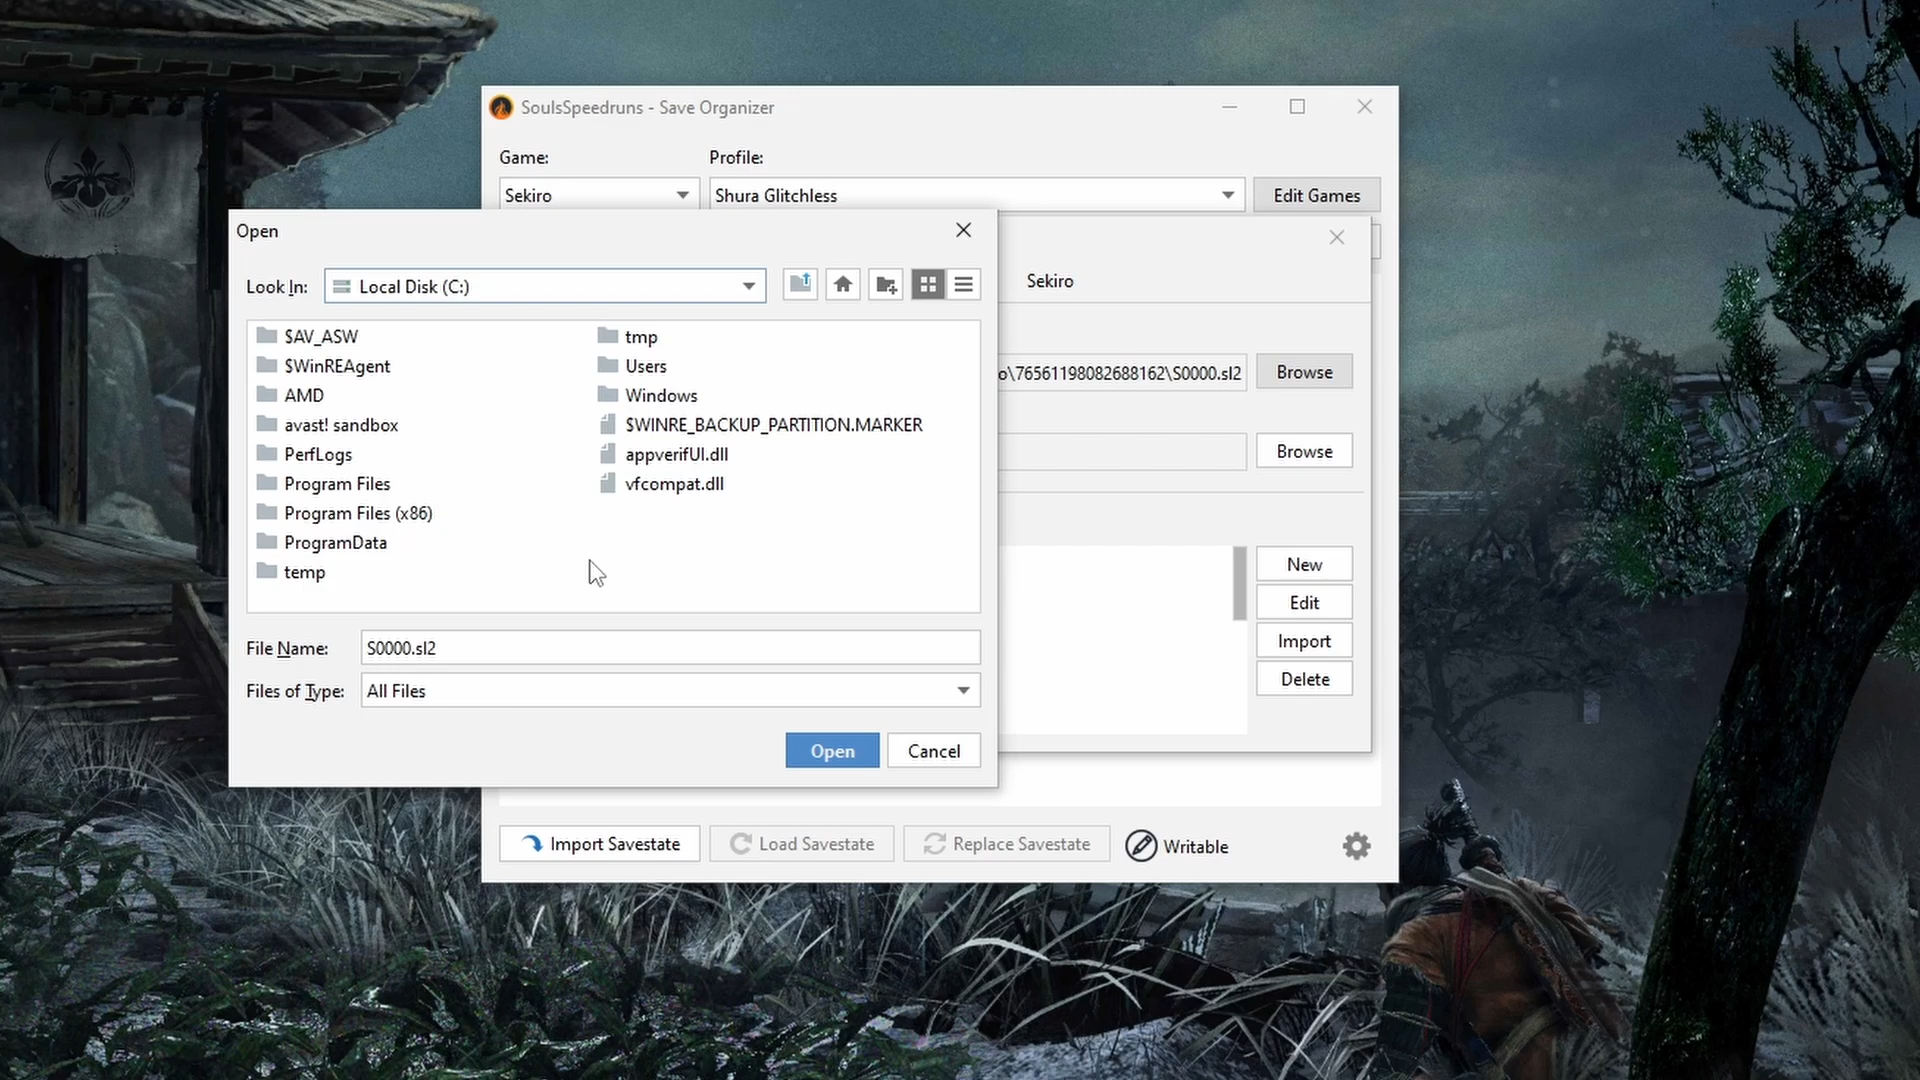 SoulsSpeedruns - Save Organizer
Game:
Profile:
Sekiro
Shura Glitchless
Edit Games
Open
Look In:
Local Disk (C:)
$AV_ASW
$WinREAgent
AMD
avast! sandbox
PerfLogs
Program Files
Program Files (x86)
ProgramData
temp
tmp
Users
Windows
$WINRE_BACKUP_PARTITION.MARKER
appverifUI.dll
vfcompat.dll
File Name:
S0000.sl2
Files of Type:
All Files
Open
Cancel
Sekiro
o\76561198082688162\S0000.sl2
Browse
Browse
New
Edit
Import
Delete
Import Savestate
Load Savestate
Replace Savestate
Writable